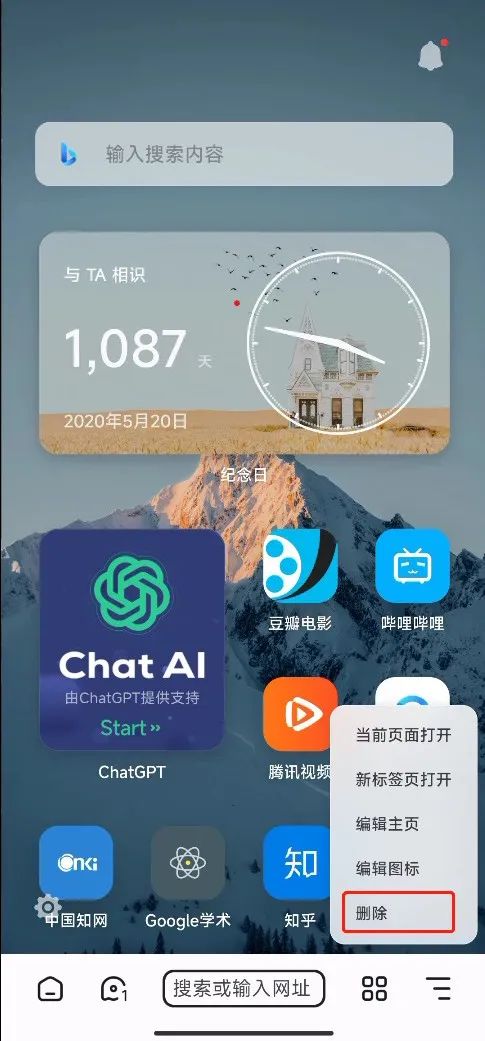 输入搜索内容
与 TA 相识
1,087 天
2020年5月20日
纪念日
Chat AI
由ChatGPT提供支持
Start »
ChatGPT
豆瓣电影
哔哩哔哩
腾讯视频
当前页面打开
新标签页打开
编辑主页
编辑图标
删除
cnki
中国知网
Google学术
知
知乎
1
搜索或输入网址